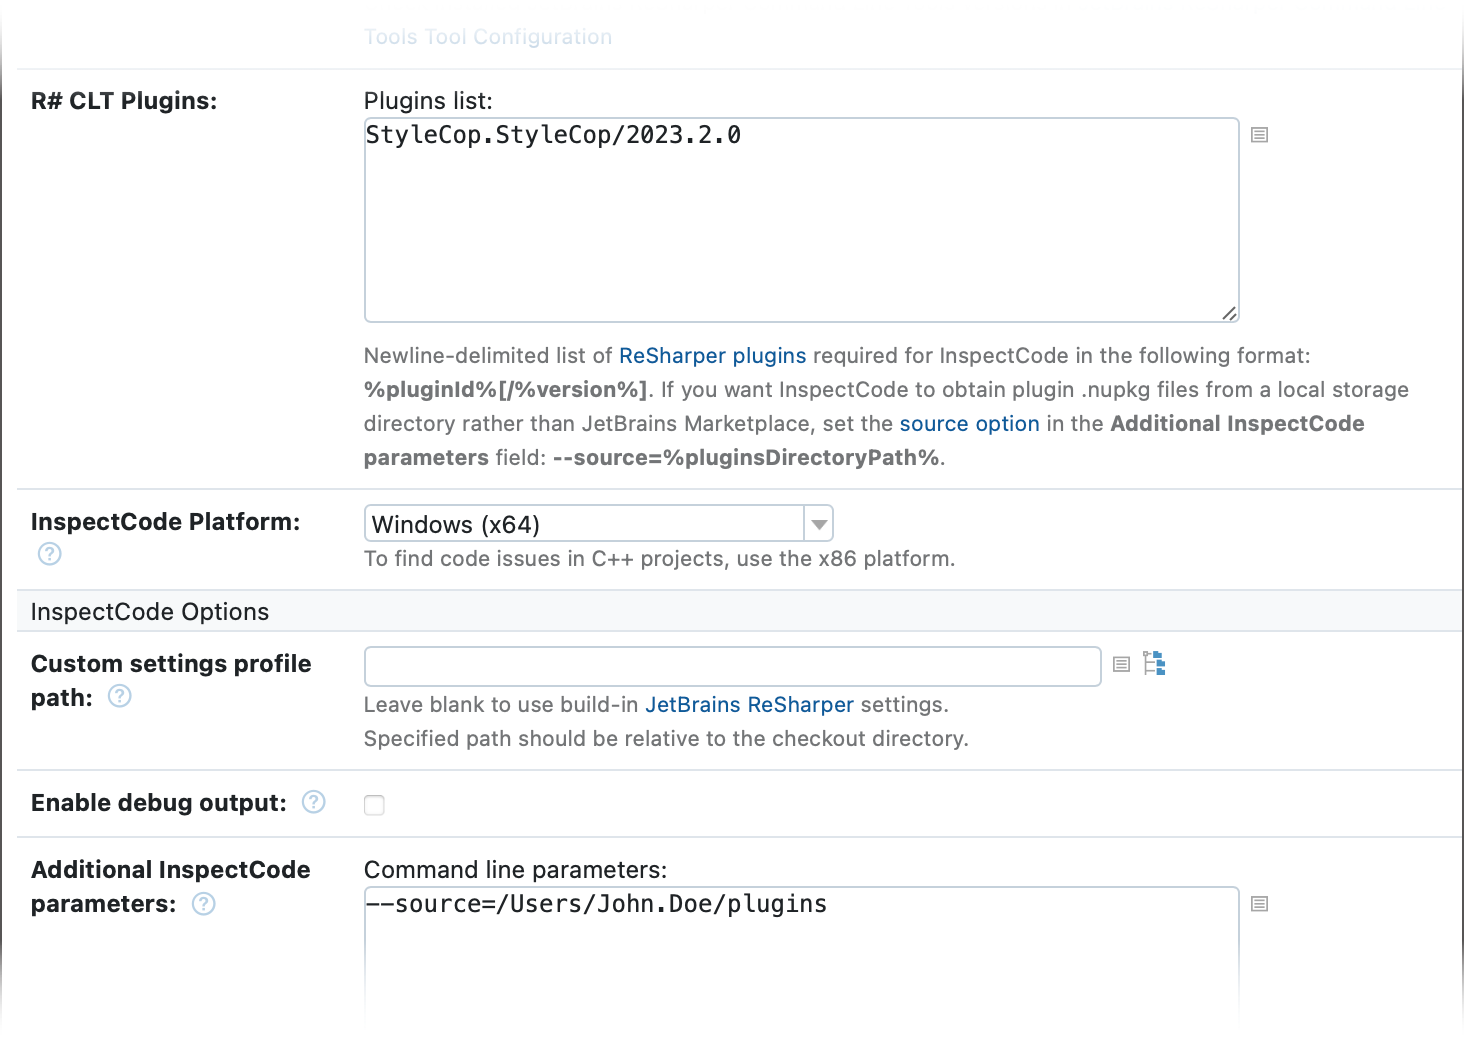 Tools Tool Configuration
R# CLT Plugins:
Plugins list:
StyleCop.StyleCop/2023.2.0
Newline-delimited list of ReSharper plugins required for InspectCode in the following format:
%pluginId%[/%version%]. If you want InspectCode to obtain plugin .nupkg files from a local storage
directory rather than JetBrains Marketplace, set the source option in the Additional InspectCode
parameters field: --source=%pluginsDirectoryPath%.
InspectCode Platform:
?
Windows (x64)
To find code issues in C++ projects, use the x86 platform.
InspectCode Options
Custom settings profile
path: ?
Leave blank to use build-in JetBrains ReSharper settings.
Specified path should be relative to the checkout directory.
Enable debug output: ?
Additional InspectCode
parameters: ?
Command line parameters:
--source=/Users/John.Doe/plugins